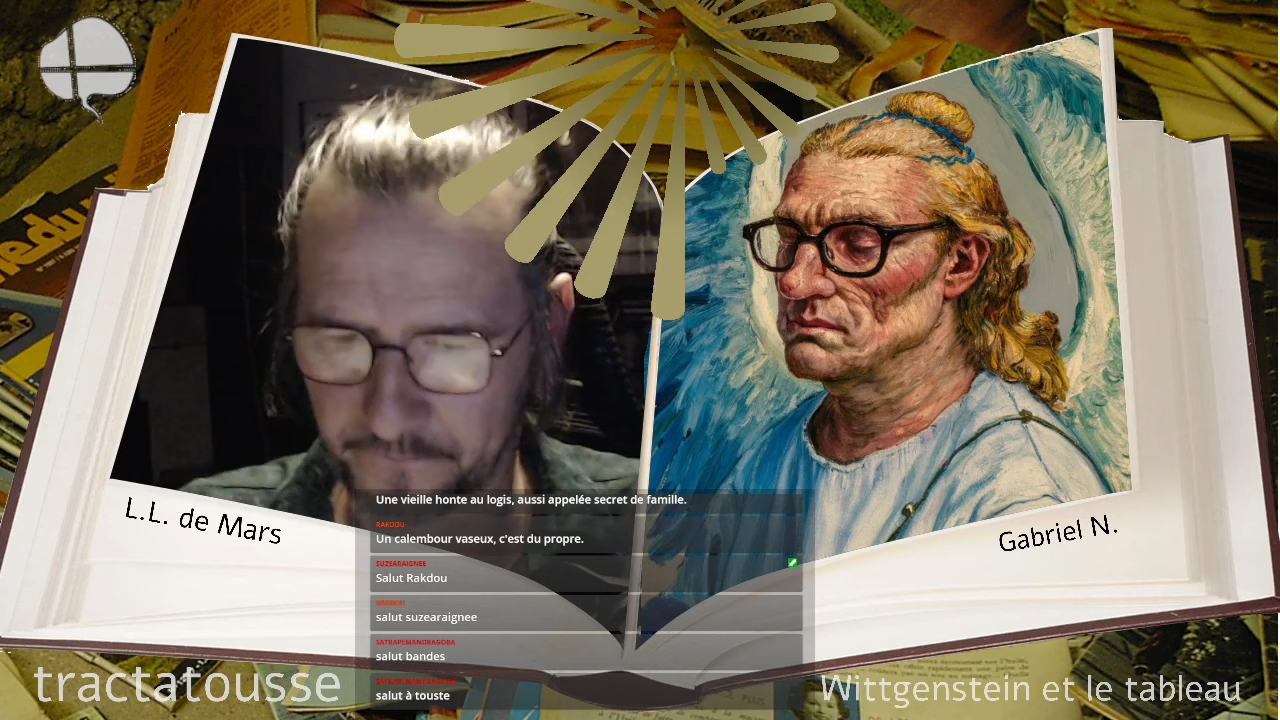 L.L. de Mars
Gabriel N.
Une vieille honte au logis, aussi appelée secret de famille.
RAKDOU
Un calembour vaseux, c'est du propre.
SUZEARAIGNEE
Salut Rakdou
salut suzearaignee
SATRAPEMANDRAGORA
salut bandes
salut à touste
tractatousse
Wittgenstein et le tableau